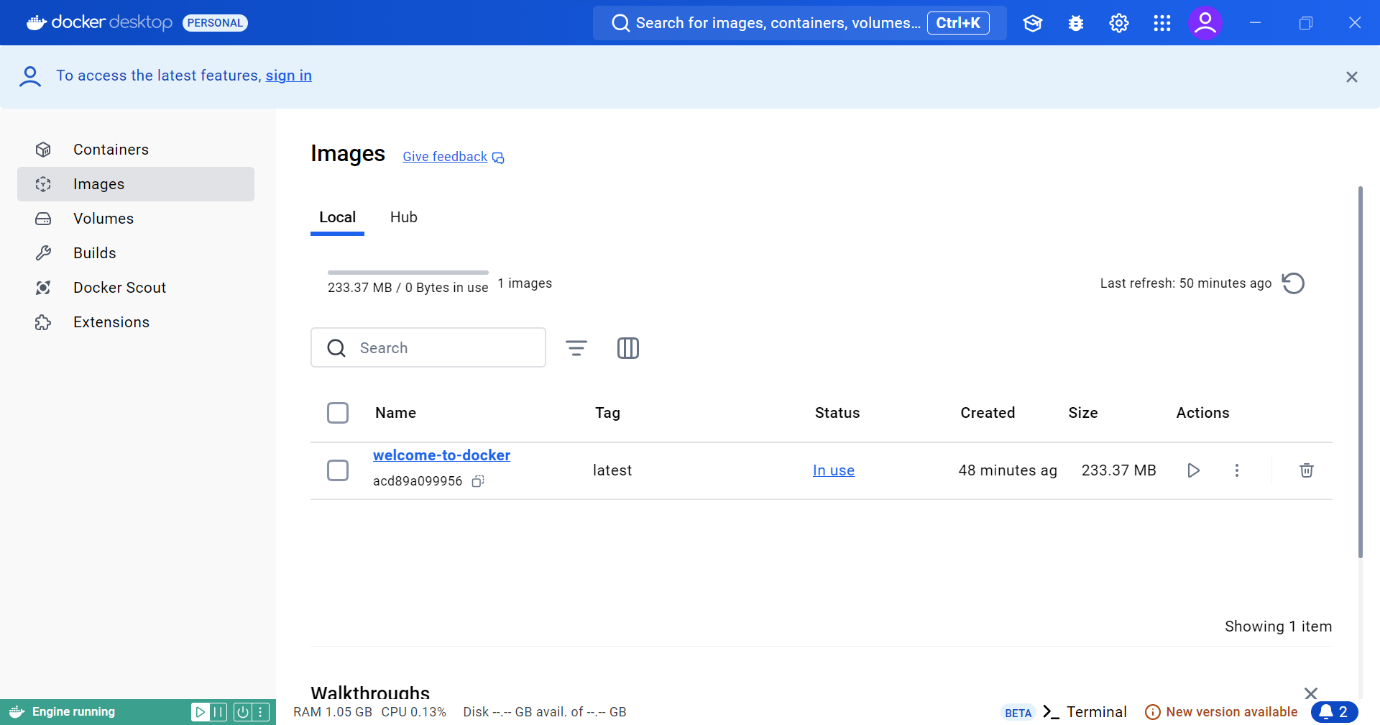 docker desktop PERSONAL
Search for images, containers, volumes... Ctrl+K
To access the latest features, sign in
Containers
Images
Volumes
Builds
Docker Scout
Extensions
Images Give feedback
Local Hub
233.37 MB / 0 Bytes in use 1 images
Last refresh: 50 minutes ago
Search
Name Tag Status Created Size Actions
welcome-to-docker
acd89a099956
latest In use 48 minutes ag 233.37 MB
Showing 1 item
Walkthroughs
Engine running
RAM 1.05 GB CPU 0.13% Disk --.-- GB avail. of --.-- GB
BETA >_ Terminal New version available 2